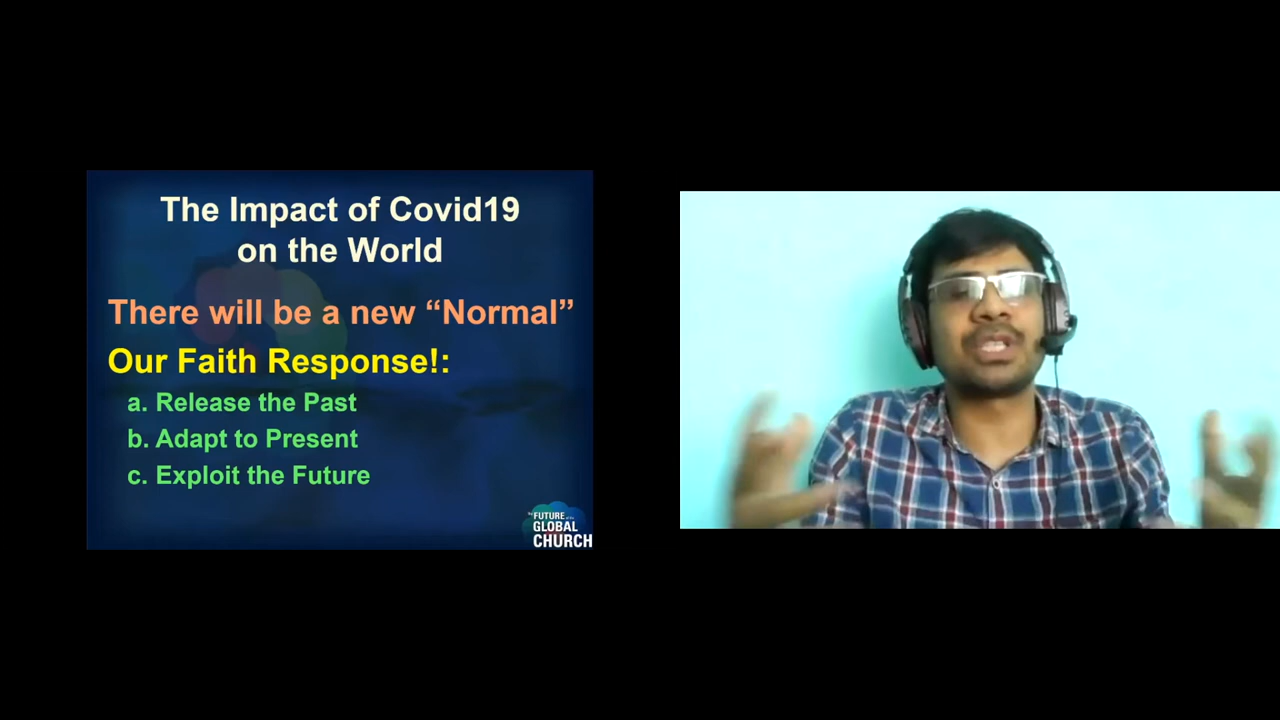 The Impact of Covid19
on the World
There will be a new “Normal”
Our Faith Response!:
a. Release the Past
b. Adapt to Present
c. Exploit the Future
FUTURE
GLOBAL
CHURCH